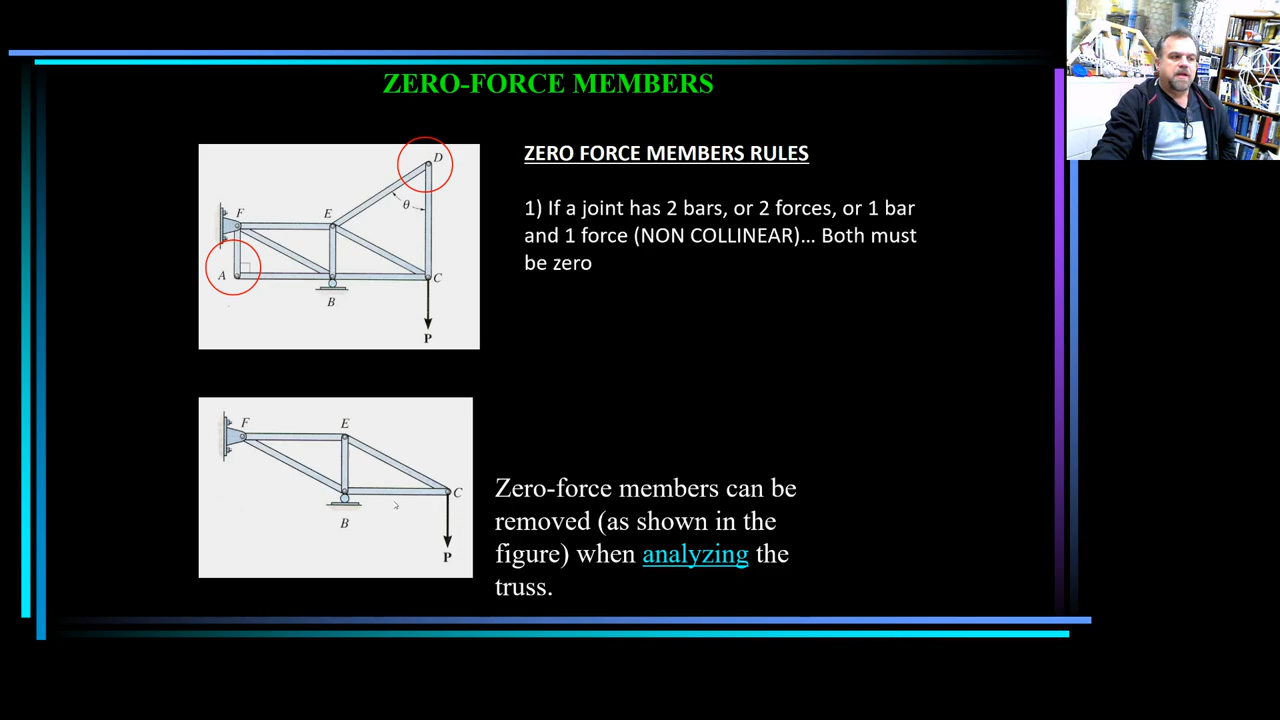 ZERO-FORCE MEMBERS
D
F
E
θ
A
C
B
P
ZERO FORCE MEMBERS RULES
1) If a joint has 2 bars, or 2 forces, or 1 bar
and 1 force (NON COLLINEAR)… Both must
be zero
F
E
C
B
P
Zero-force members can be
removed (as shown in the
figure) when analyzing the
truss.